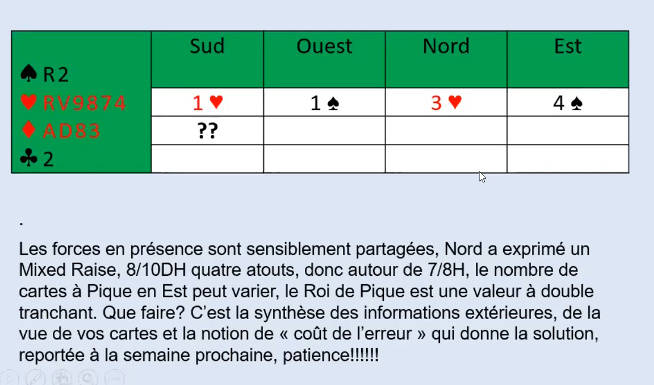 Sud Ouest Nord Est
♠ R 2
♥ RV9874 1 ♥ 1 ♠ 3 ♥ 4 ♠
♦ AD83 ??
♣ 2
.
Les forces en présence sont sensiblement partagées, Nord a exprimé un
Mixed Raise, 8/10DH quatre atouts, donc autour de 7/8H, le nombre de
cartes à Pique en Est peut varier, le Roi de Pique est une valeur à double
tranchant. Que faire? C’est la synthèse des informations extérieures, de la
vue de vos cartes et la notion de « coût de l’erreur » qui donne la solution,
reportée à la semaine prochaine, patience!!!!!!